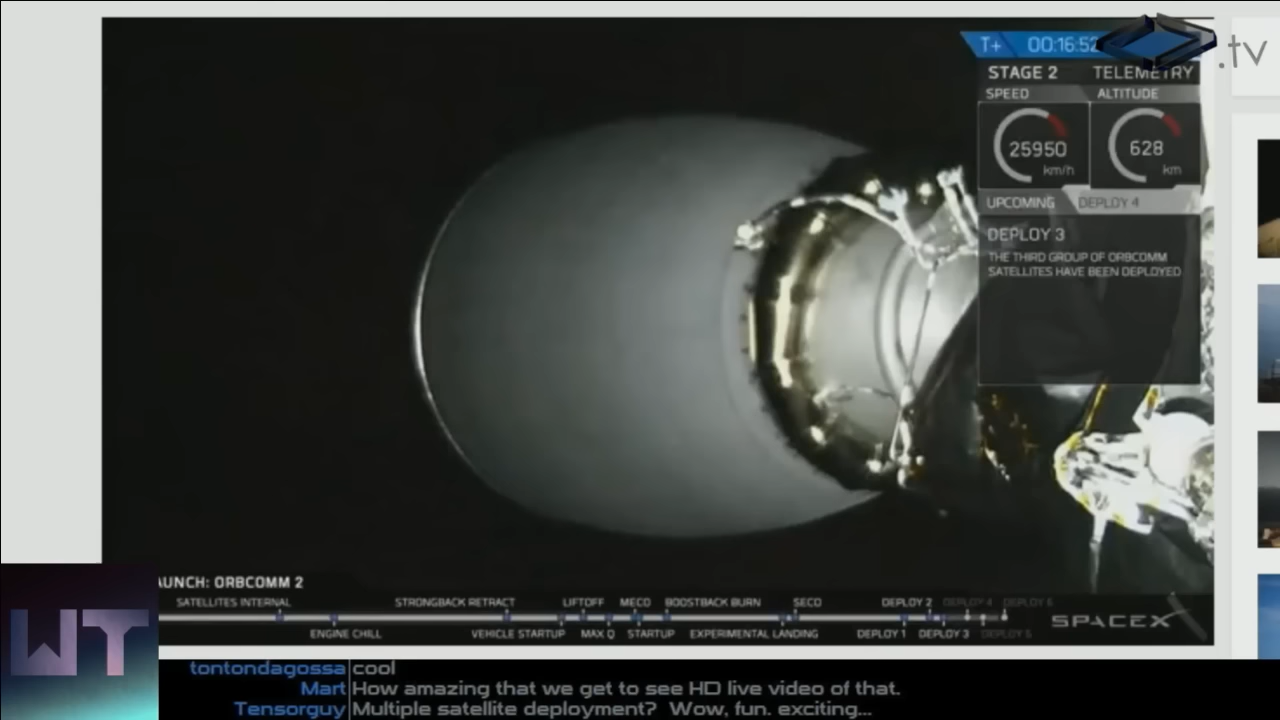 T+ 00:16:52
.tv
STAGE 2 TELEMETRY
SPEED ALTITUDE
25950 628
km/h km
UPCOMING DEPLOY 4
DEPLOY 3
THE THIRD GROUP OF ORBCOMM
SATELLITES HAVE BEEN DEPLOYED
AUNCH: ORBCOMM 2
SATELLITES INTERNAL STRONGBACK RETRACT LIFTOFF MECO BOOSTBACK BURN SECO DEPLOY 2 DEPLOY 4 DEPLOY 6
SPACEX
ENGINE CHILL VEHICLE STARTUP MAX Q STARTUP EXPERIMENTAL LANDING DEPLOY 1 DEPLOY 3 DEPLOY 5
WT
tontondagossa cool
Mart How amazing that we get to see HD live video of that.
Tensorguy Multiple satellite deployment? Wow, fun. exciting...